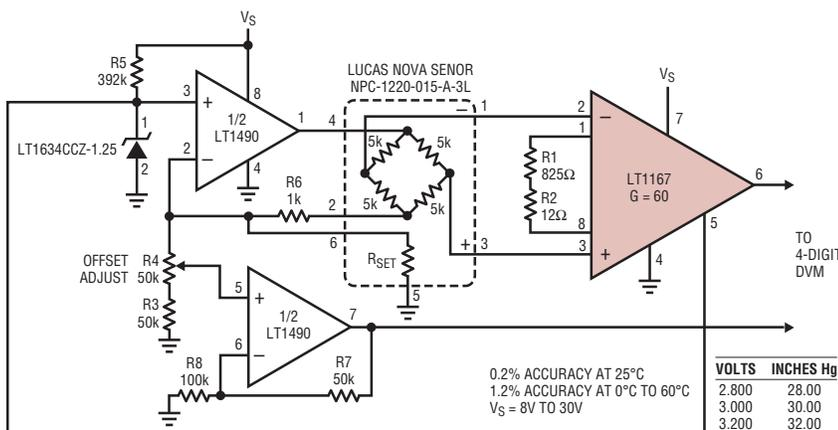 VS
R5
392k
LUCAS NOVA SENOR
NPC-1220-015-A-3L
VS
3
+
8
1/2
LT1490
1
4
1
2
–
7
1
LT1634CCZ-1.25
2
2
–
4
5k
5k
5k
5k
1
R1
825Ω
R2
12Ω
LT1167
G = 60
6
R6
1k
2
8
5
6
+
3
3
+
TO
4-DIGIT
DVM
OFFSET
ADJUST
R4
50k
RSET
4
5
5
+
R3
50k
1/2
LT1490
7
6
–
R8
100k
R7
50k
0.2% ACCURACY AT 25°C
1.2% ACCURACY AT 0°C TO 60°C
VS = 8V TO 30V
VOLTS INCHES Hg
2.800 28.00
3.000 30.00
3.200 32.00
–